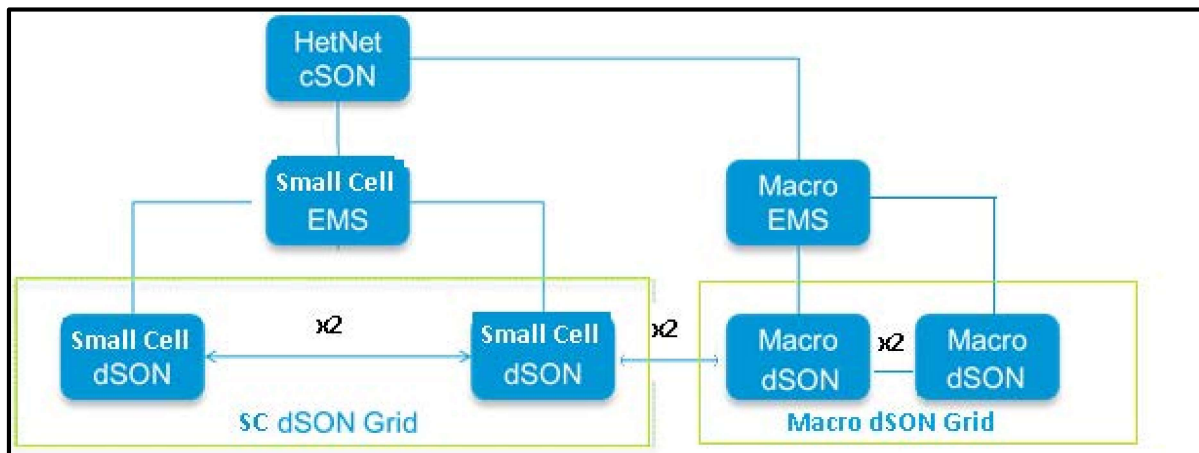 HetNet
cSON
Small Cell
EMS
Macro
EMS
Small Cell
dSON
x2
Small Cell
dSON
x2
Macro
dSON
x2
Macro
dSON
SC dSON Grid
Macro dSON Grid